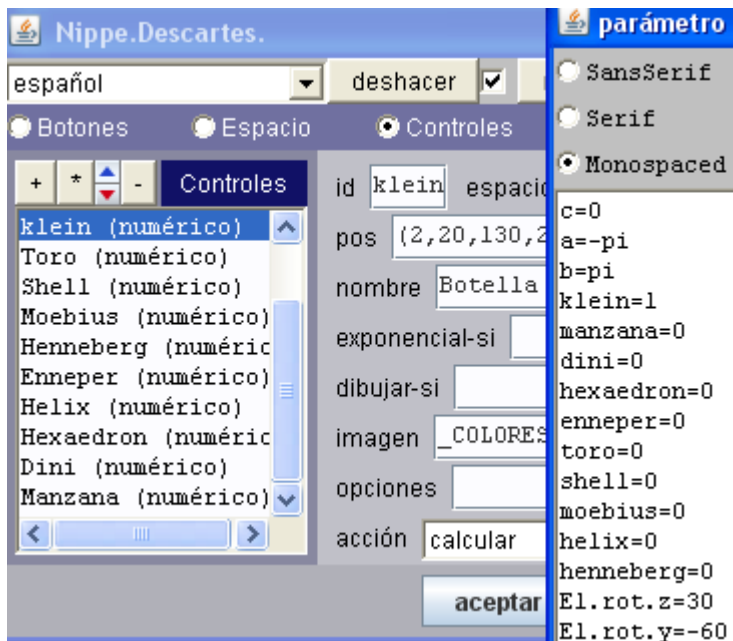 Nippe.Descartes.
español
deshacer
Botones
Espacio
Controles
+
*
-
Controles
klein (numérico)
Toro (numérico)
Shell (numérico)
Moebius (numérico)
Henneberg (numéric
Enneper (numérico)
Helix (numérico)
Hexaedron (numéric
Dini (numérico)
Manzana (numérico)
id klein espacio
pos (2,20,130,2
nombre Botella
exponencial-si
dibujar-si
imagen _COLORES
opciones
acción calcular
aceptar
parámetro
SansSerif
Serif
Monospaced
c=0
a=-pi
b=pi
klein=1
manzana=0
dini=0
hexaedron=0
enneper=0
toro=0
shell=0
moebius=0
helix=0
henneberg=0
El.rot.z=30
El.rot.y=-60